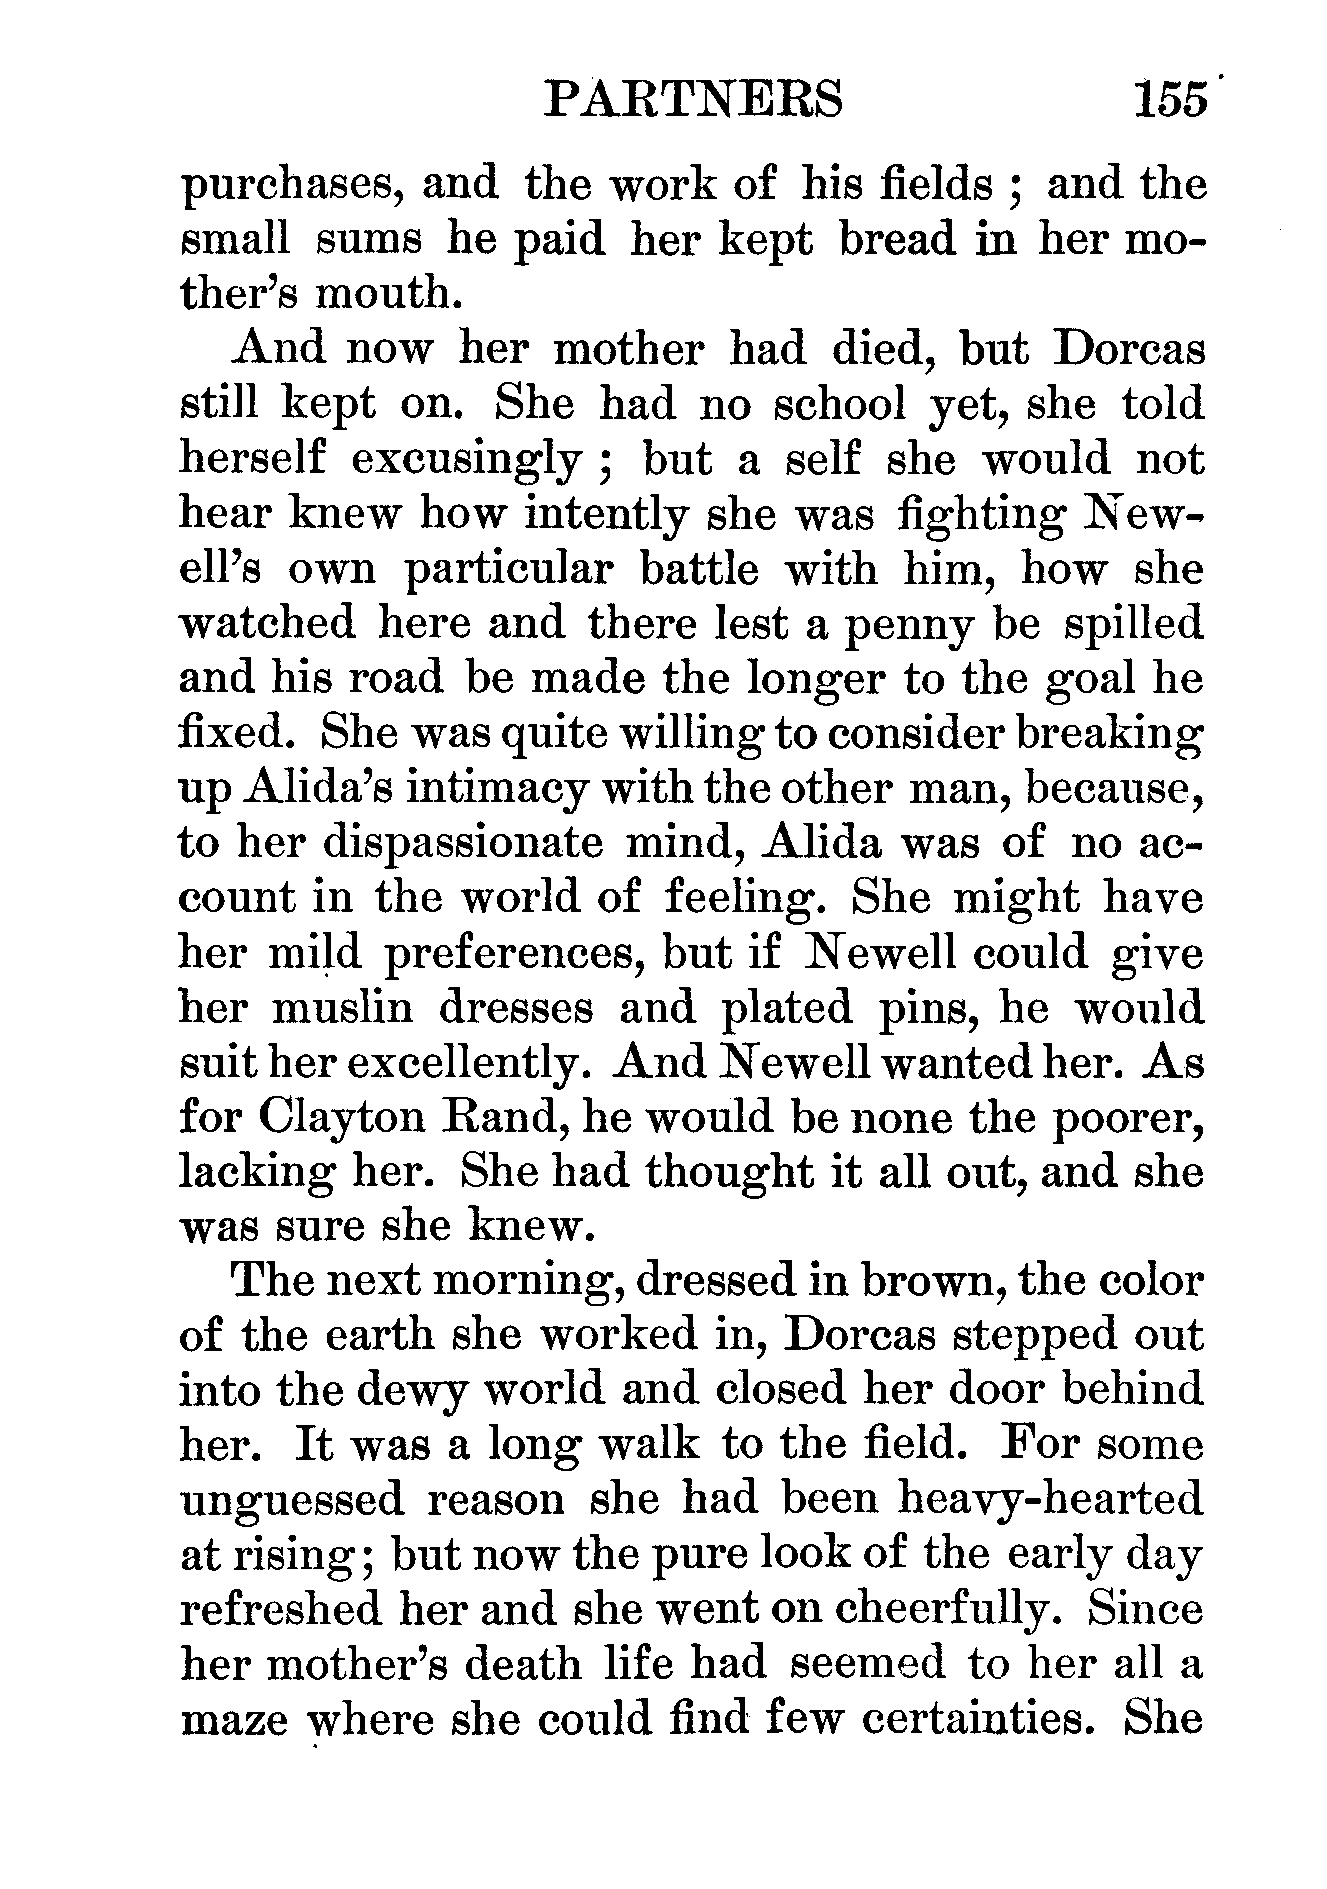 PARTNERS 155
purchases, and the work of his fields ; and the
small sums he paid her kept bread in her mo-
ther's mouth.
And now her mother had died, but Dorcas
still kept on. She had no school yet, she told
herself excusingly ; but a self she would not
hear knew how intently she was fighting New-
ell's own particular battle with him, how she
watched here and there lest a penny be spilled
and his road be made the longer to the goal he
fixed. She was quite willing to consider breaking
up Alida's intimacy with the other man, because,
to her dispassionate mind, Alida was of no ac-
count in the world of feeling. She might have
her mild preferences, but if Newell could give
her muslin dresses and plated pins, he would
suit her excellently. And Newell wanted her. As
for Clayton Rand, he would be none the poorer,
lacking her. She had thought it all out, and she
was sure she knew.
The next morning, dressed in brown, the color
of the earth she worked in, Dorcas stepped out
into the dewy world and closed her door behind
her. It was a long walk to the field. For some
unguessed reason she had been heavy-hearted
at rising; but now the pure look of the early day
refreshed her and she went on cheerfully. Since
her mother's death life had seemed to her all a
maze where she could find few certainties. She